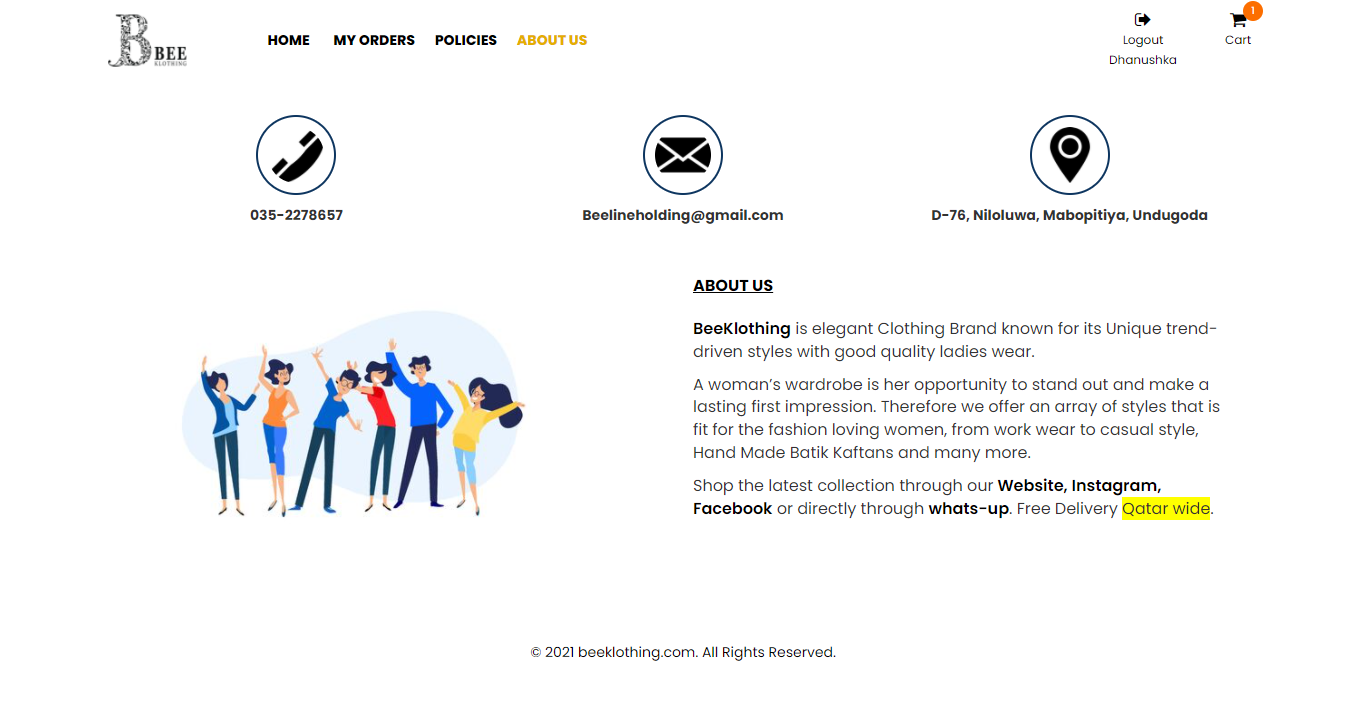 BEE
KLOTHING
HOME MY ORDERS POLICIES ABOUT US
1
Logout
Dhanushka
Cart
035-2278657
Beelineholding@gmail.com
D-76, Niloluwa, Mabopitiya, Undugoda
ABOUT US
BeeKlothing is elegant Clothing Brand known for its Unique trend-
driven styles with good quality ladies wear.
A woman’s wardrobe is her opportunity to stand out and make a
lasting first impression. Therefore we offer an array of styles that is
fit for the fashion loving women, from work wear to casual style,
Hand Made Batik Kaftans and many more.
Shop the latest collection through our Website, Instagram,
Facebook or directly through whats-up. Free Delivery Qatar wide.
© 2021 beeklothing.com. All Rights Reserved.